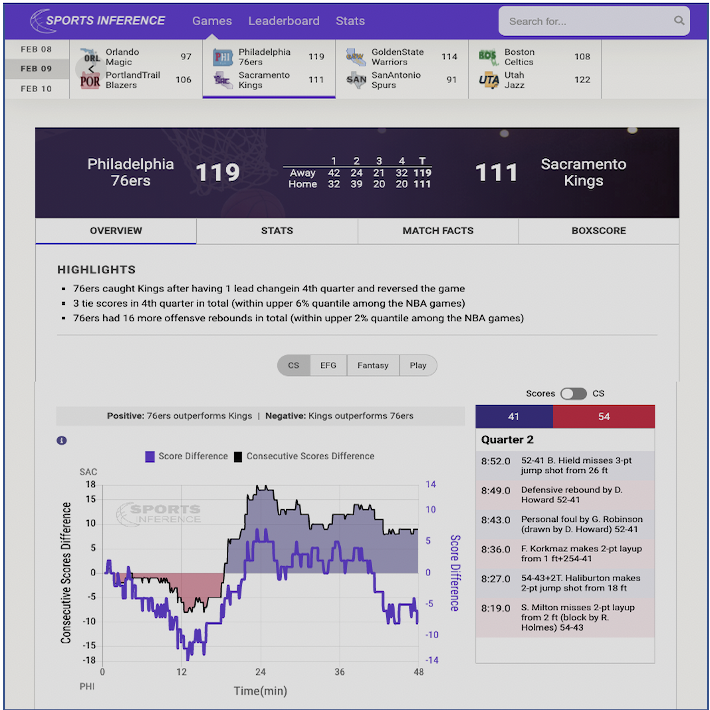 SPORTS INFERENCE
Games Leaderboard Stats
Search for...
FEB 08
FEB 09
FEB 10
ORL Orlando Magic 97
POR PortlandTrail Blazers 106
PHI Philadelphia 76ers 119
Sacramento Kings 111
GoldenState Warriors 114
SAN SanAntonio Spurs 91
BOS Boston Celtics 108
UTA Utah Jazz 122
Philadelphia 76ers 119
1 2 3 4 T
Away 42 24 21 32 119
Home 32 39 20 20 111
111 Sacramento Kings
OVERVIEW STATS MATCH FACTS BOXSCORE
HIGHLIGHTS
76ers caught Kings after having 1 lead changein 4th quarter and reversed the game
3 tie scores in 4th quarter in total (within upper 6% quantile among the NBA games)
76ers had 16 more offensve rebounds in total (within upper 2% quantile among the NBA games)
CS EFG Fantasy Play
Positive: 76ers outperforms Kings | Negative: Kings outperforms 76ers
i
Score Difference Consecutive Scores Difference
SAC
SPORTS INFERENCE
Consecutive Scores Difference
18
15
10
5
0
-5
-10
-15
-18
14
10
5
0
-5
-10
-14
Score Difference
0 12 24 36 48
PHI
Time(min)
Scores CS
41 54
Quarter 2
8:52.0 52-41 B. Hield misses 3-pt
jump shot from 26 ft
8:49.0 Defensive rebound by D.
Howard 52-41
8:43.0 Personal foul by G. Robinson
(drawn by D. Howard) 52-41
8:36.0 F. Korkmaz makes 2-pt layup
from 1 ft+254-41
8:27.0 54-43+2T. Haliburton makes
2-pt jump shot from 18 ft
8:19.0 S. Milton misses 2-pt layup
from 2 ft (block by R.
Holmes) 54-43